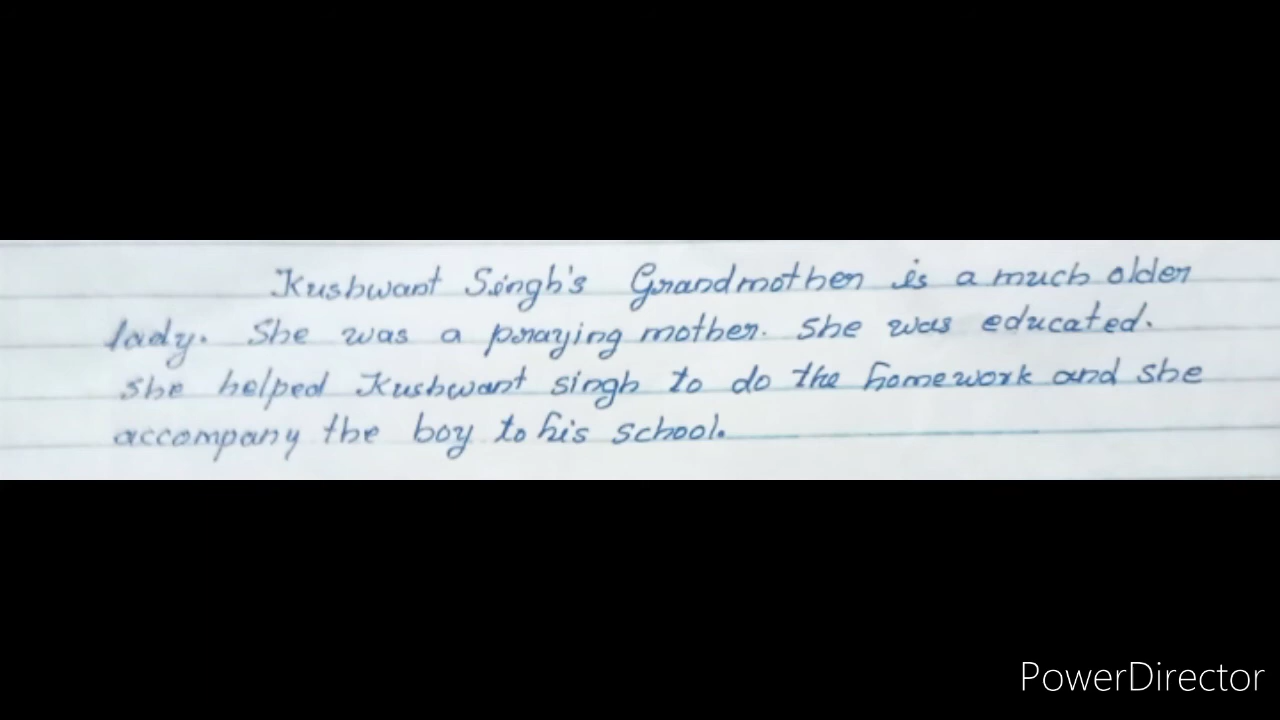 Kushwant Singh's Grandmother is a much older
lady. She was a praying mother. She was educated.
She helped Kushwant singh to do the homework and she
accompany the boy to his school.
PowerDirector